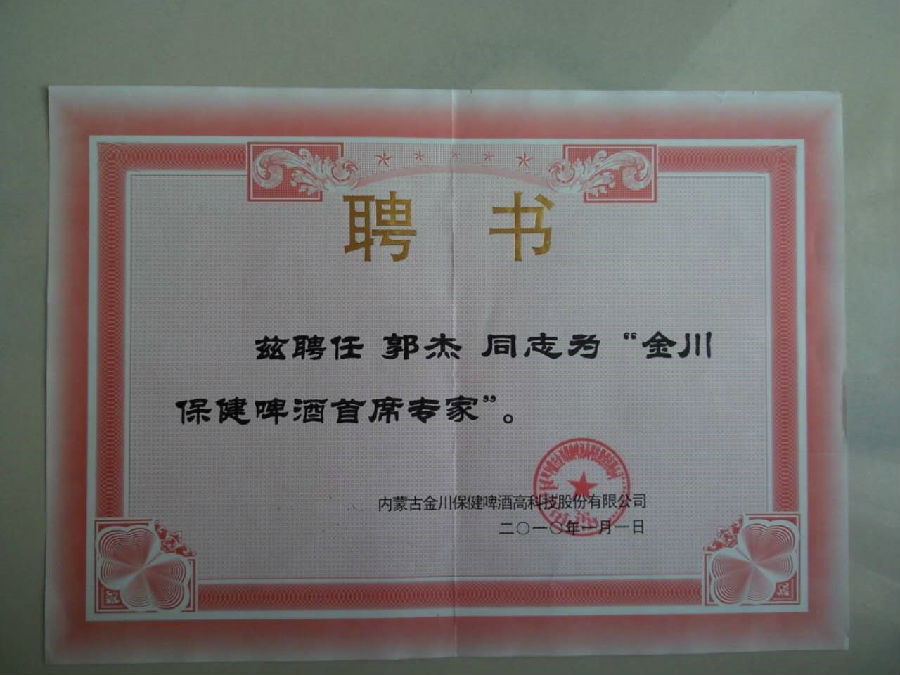 聘 书
兹聘任 郭杰 同志为“金川
保健啤酒首席专家”。
内蒙古金川保健啤酒高科技股份有限公司
二〇一〇年一月一日